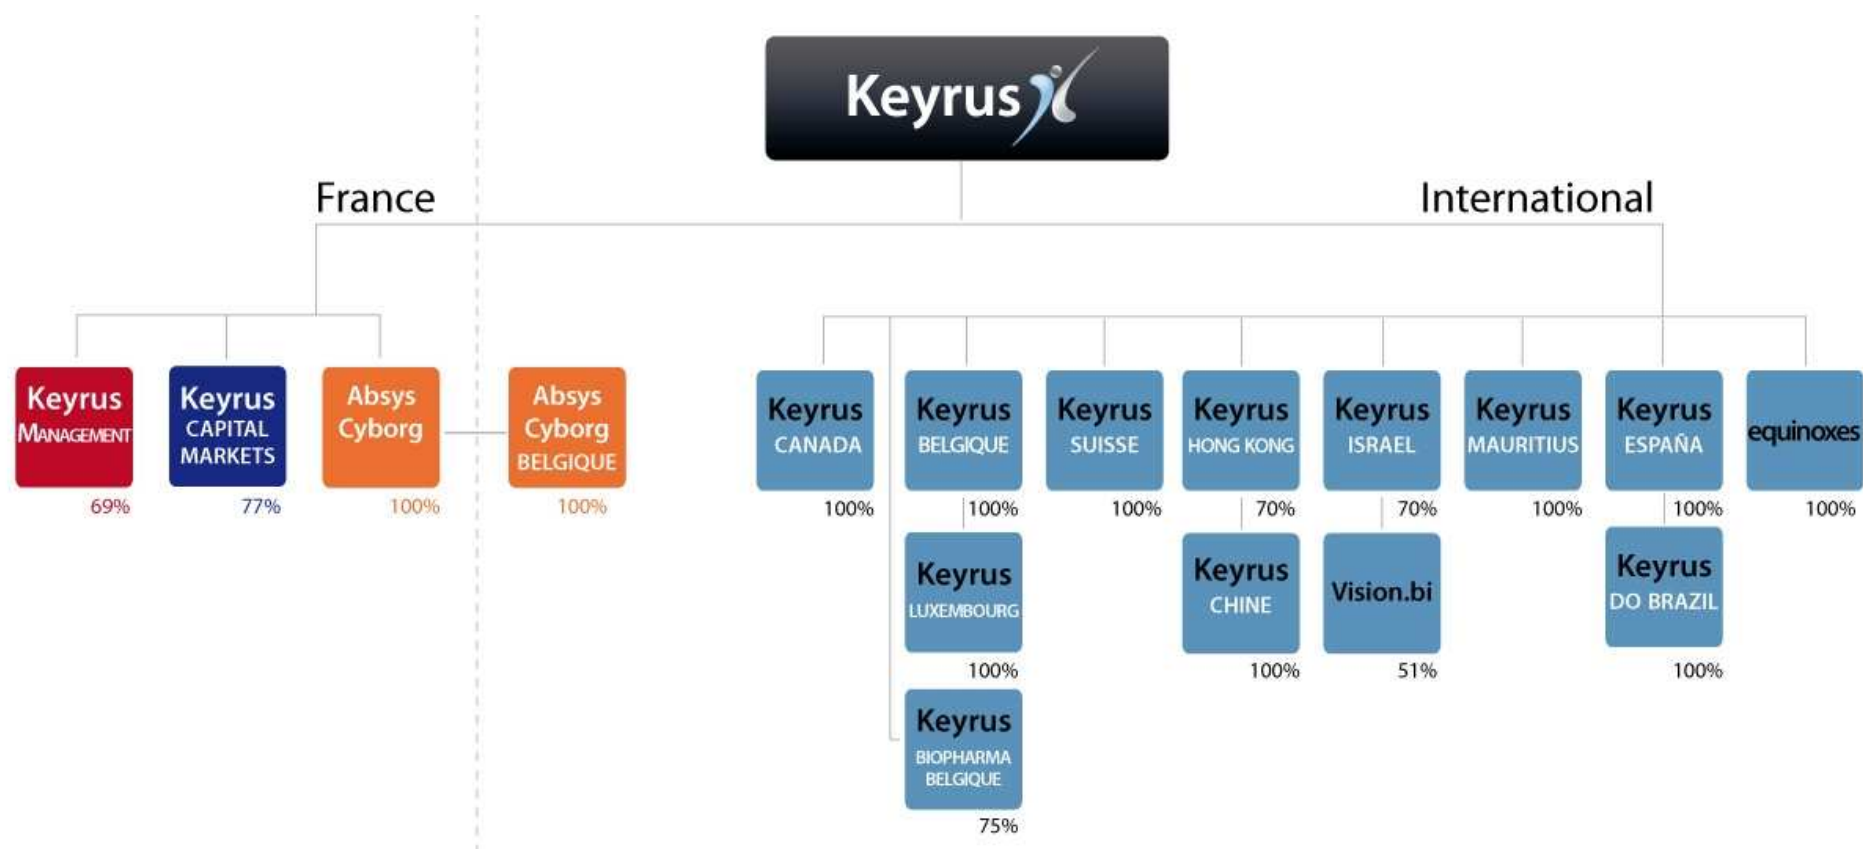 Keyrus
France
International
Keyrus
MANAGEMENT
69%
Keyrus
CAPITAL
MARKETS
77%
Absys
Cyborg
100%
Absys
Cyborg
BELGIQUE
100%
Keyrus
CANADA
100%
Keyrus
BELGIQUE
100%
Keyrus
SUISSE
100%
Keyrus
HONG KONG
70%
Keyrus
ISRAEL
70%
Keyrus
MAURITIUS
100%
Keyrus
ESPAÑA
100%
equinoxes
100%
Keyrus
LUXEMBOURG
100%
Keyrus
CHINE
100%
Vision.bi
51%
Keyrus
DO BRAZIL
100%
Keyrus
BIOPHARMA
BELGIQUE
75%